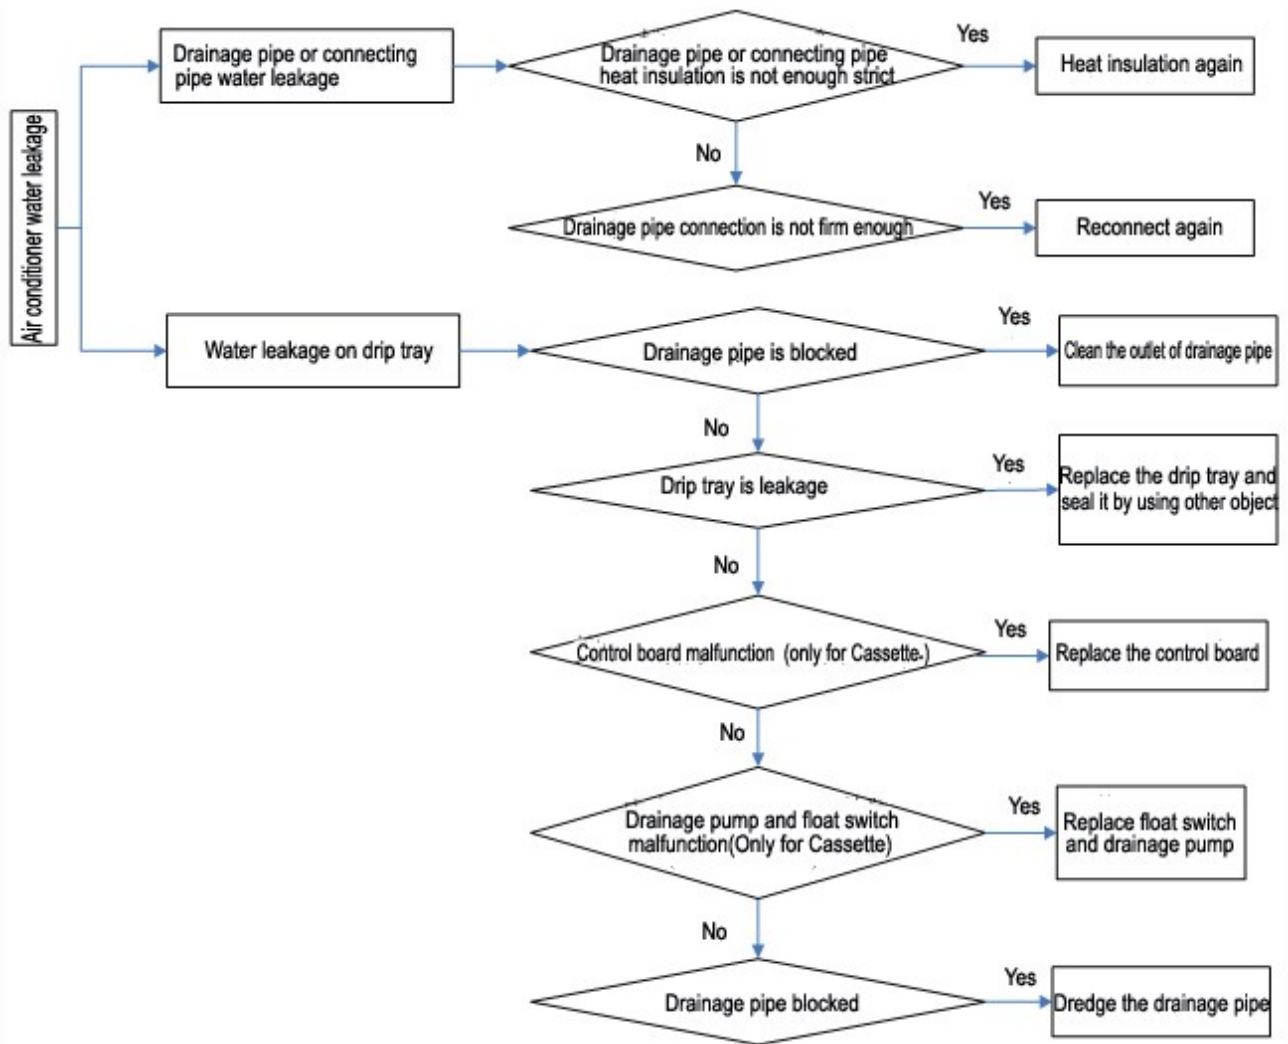 Air conditioner water leakage
Drainage pipe or connecting
pipe water leakage
Drainage pipe or connecting pipe
heat insulation is not enough strict
Yes
Heat insulation again
No
Drainage pipe connection is not firm enough
Yes
Reconnect again
Water leakage on drip tray
Drainage pipe is blocked
Yes
Clean the outlet of drainage pipe
No
Drip tray is leakage
Yes
Replace the drip tray and
seal it by using other object
No
Control board malfunction (only for Cassette.)
Yes
Replace the control board
No
Drainage pump and float switch
malfunction(Only for Cassette)
Yes
Replace float switch
and drainage pump
No
Drainage pipe blocked
Yes
Dredge the drainage pipe